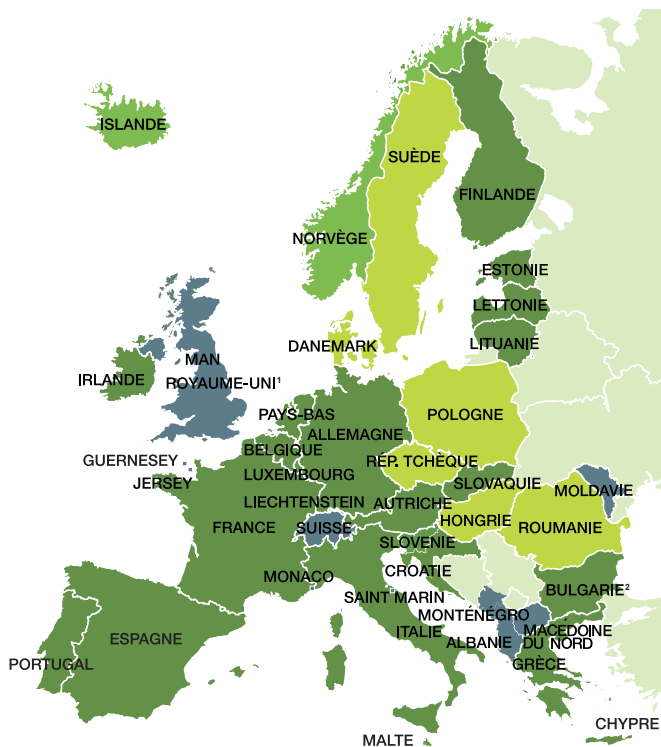 ISLANDE
SUÈDE
FINLANDE
NORVÈGE
ESTONIE
LETTONIE
LITUANIE
DANEMARK
MAN
IRLANDE
ROYAUME-UNI¹
PAYS-BAS
POLOGNE
ALLEMAGNE
BELGIQUE
GUERNESEY
RÉP. TCHÈQUE
LUXEMBOURG
JERSEY
SLOVAQUIE
MOLDAVIE
LIECHTENSTEIN
AUTRICHE
FRANCE
SUISSE
HONGRIE
ROUMANIE
SLOVENIE
CROATIE
MONACO
BULGARIE²
SAINT MARIN
MONTÉNÉGRO
ITALIE
MACÉDOINE
DU NORD
ESPAGNE
ALBANIE
PORTUGAL
GRÈCE
CHYPRE
MALTE